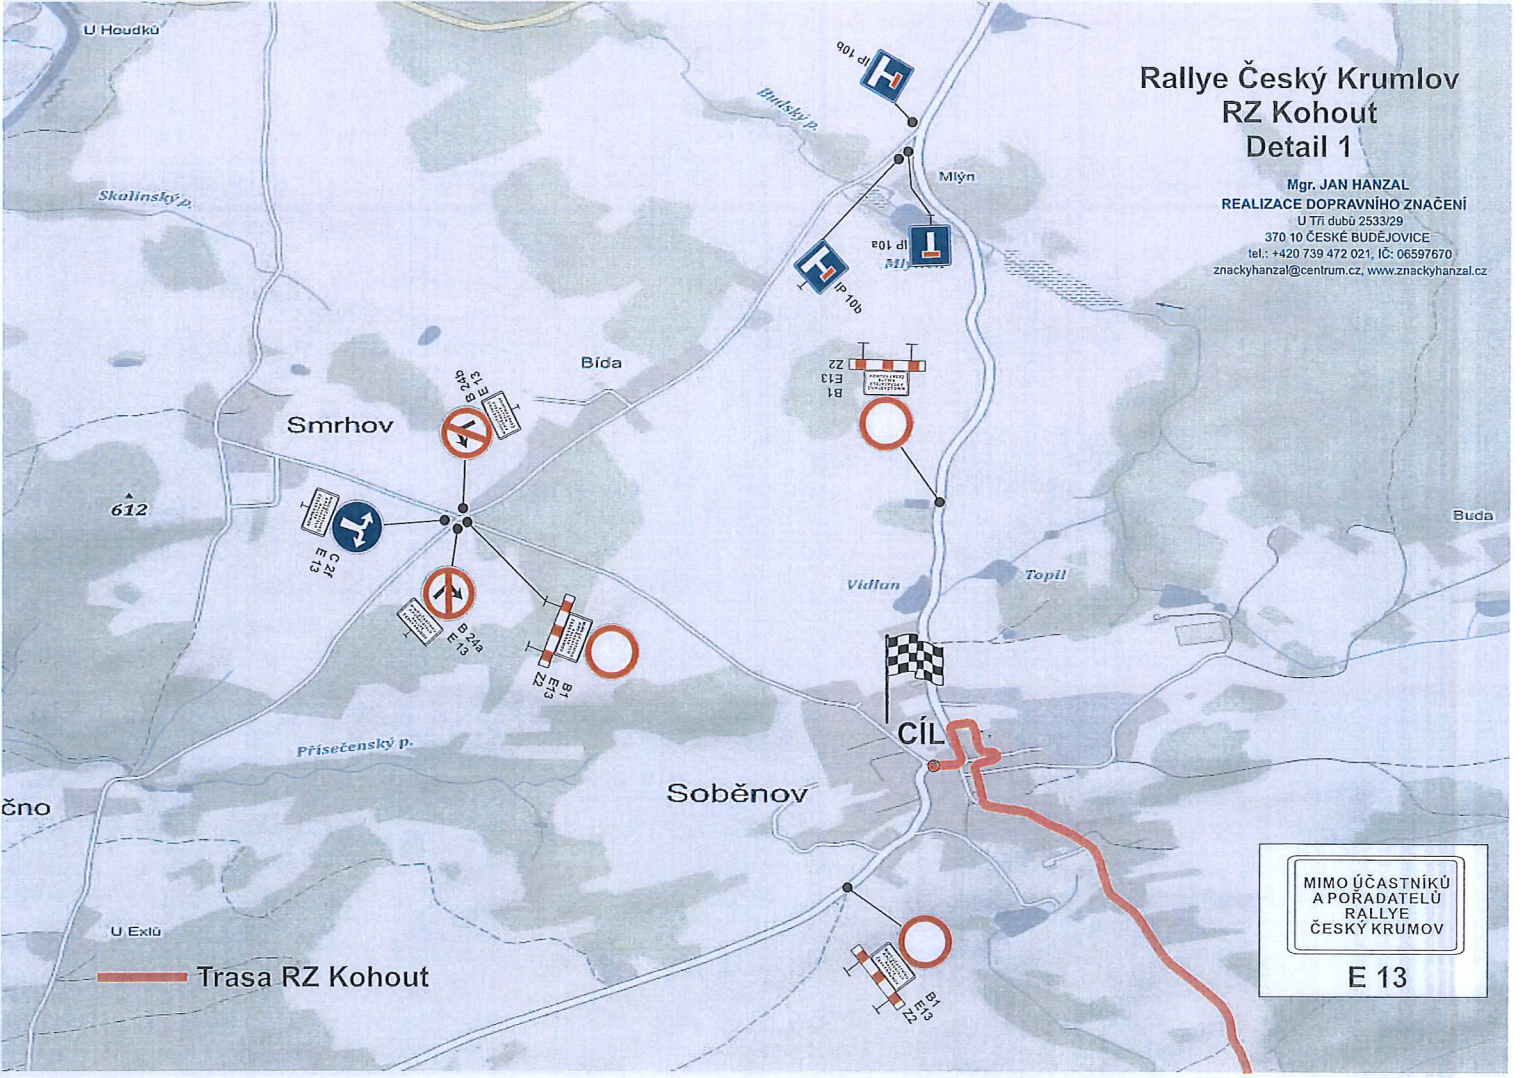 U Houdků
IP 10b
Rallye Český Krumlov
RZ Kohout
Detail 1
Budský p.
Mlýn
Mgr. JAN HANZAL
REALIZACE DOPRAVNÍHO ZNAČENÍ
U Tří dubů 2533/29
370 10 ČESKÉ BUDĚJOVICE
tel.: +420 739 472 021, IČ: 06597670
znackyhanzal@centrum.cz, www.znackyhanzal.cz
Skalinský p.
IP 10a
IP 10b
Bída
Z2
E13
B1
B 24b
E 13
Smrhov
612
C 2f
E 13
Buda
Vidlan
Topil
B 24a
E 13
B1
E13
Z2
CÍL
Přísečenský p.
Soběnov
čno
MIMO ÚČASTNÍKŮ
A POŘADATELŮ
RALLYE
ČESKÝ KRUMOV
E 13
U Exlů
Trasa RZ Kohout
B1
E13
Z2